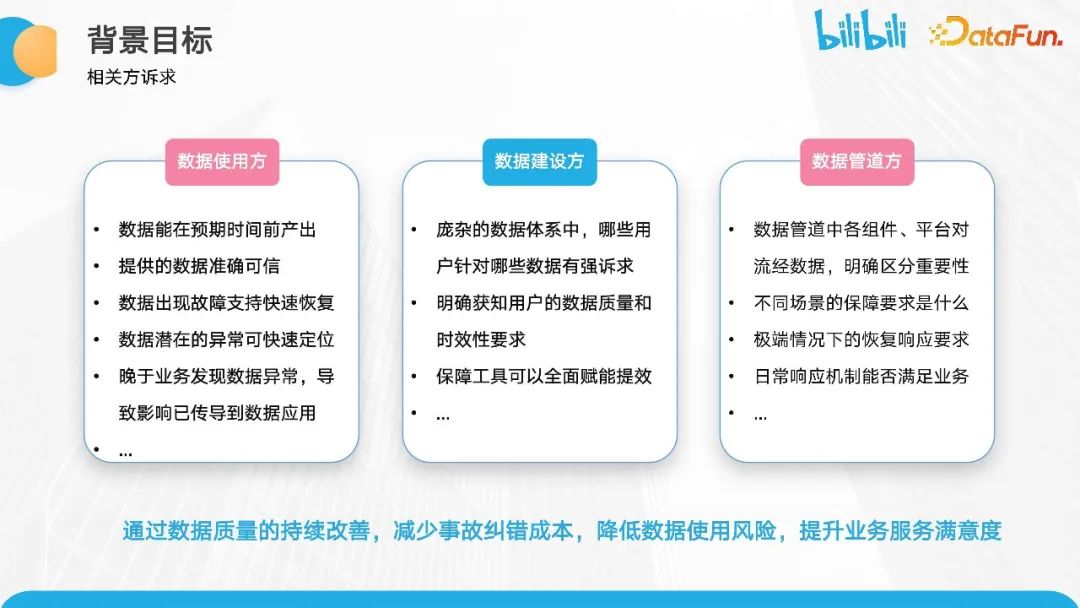 背景目标
相关方诉求
bilibili
DataFun.
数据使用方
• 数据能在预期时间前产出
• 提供的数据准确可信
• 数据出现故障支持快速恢复
• 数据潜在的异常可快速定位
• 晚于业务发现数据异常，导
致影响已传导到数据应用
• ...
数据建设方
• 庞杂的数据体系中，哪些用
户针对哪些数据有强诉求
• 明确获知用户的数据质量和
时效性要求
• 保障工具可以全面赋能提效
• ...
数据管道方
• 数据管道中各组件、平台对
流经数据，明确区分重要性
• 不同场景的保障要求是什么
• 极端情况下的恢复响应要求
• 日常响应机制能否满足业务
• ...
通过数据质量的持续改善，减少事故纠错成本，降低数据使用风险，提升业务服务满意度